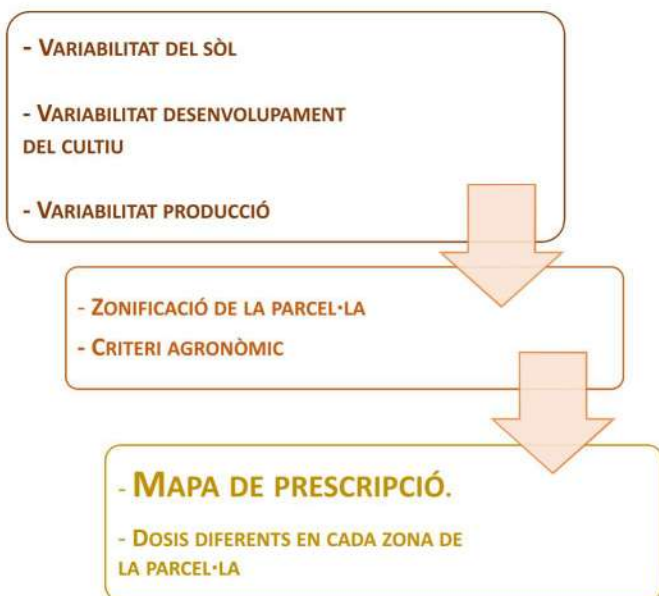 - VARIABILITAT DEL SÒL
- VARIABILITAT DESENVOLUPAMENT
DEL CULTIU
- VARIABILITAT PRODUCCIÓ
- ZONIFICACIÓ DE LA PARCEL·LA
- CRITERI AGRONÒMIC
- MAPA DE PRESCRIPCIÓ.
- DOSIS DIFERENTS EN CADA ZONA DE
LA PARCEL·LA